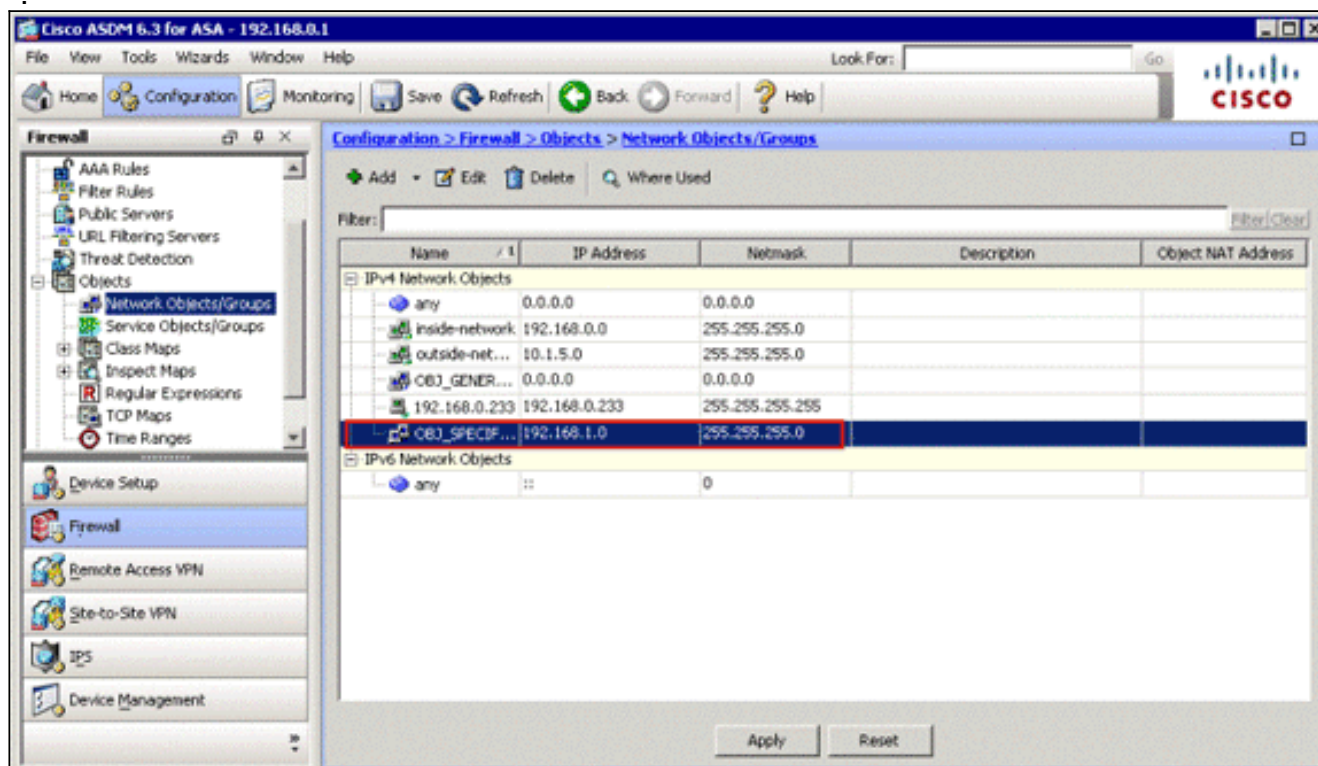 Cisco ASDM 6.3 for ASA - 192.168.0.1
File View Tools Wizards Window Help Look For: Go
Home Configuration Monitoring Save Refresh Back Forward Help
CISCO
Firewall
AAA Rules
Filter Rules
Public Servers
URL Filtering Servers
Threat Detection
Objects
Network Objects/Groups
Service Objects/Groups
Class Maps
Inspect Maps
Regular Expressions
TCP Maps
Time Ranges
Device Setup
Firewall
Remote Access VPN
Site-to-Site VPN
IPS
Device Management
Configuration > Firewall > Objects > Network Objects/Groups
Add Edit Delete Where Used
Filter: Filter Clear
Name 1 IP Address Netmask Description Object NAT Address
IPv4 Network Objects
any 0.0.0.0 0.0.0.0
inside-network 192.168.0.0 255.255.255.0
outside-net... 10.1.5.0 255.255.255.0
OBJ_GENER... 0.0.0.0 0.0.0.0
192.168.0.233 192.168.0.233 255.255.255.255
OBJ_SPECIF... 192.168.1.0 255.255.255.0
IPv6 Network Objects
any :: 0
Apply Reset